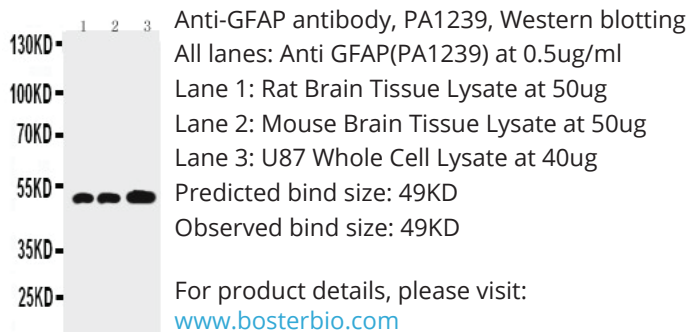 1 2 3
130KD
100KD
70KD
55KD
35KD
25KD
Anti-GFAP antibody, PA1239, Western blotting
All lanes: Anti GFAP(PA1239) at 0.5ug/ml
Lane 1: Rat Brain Tissue Lysate at 50ug
Lane 2: Mouse Brain Tissue Lysate at 50ug
Lane 3: U87 Whole Cell Lysate at 40ug
Predicted bind size: 49KD
Observed bind size: 49KD
For product details, please visit:
www.bosterbio.com